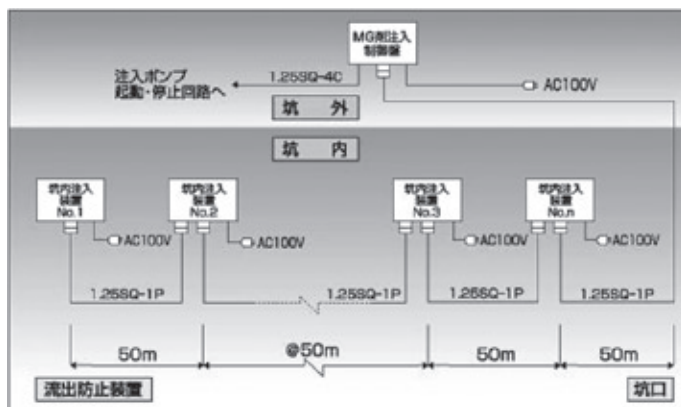 MG剤注入
制御盤
注入ポンプ
起動・停止回路へ
1.25SQ-4C
AC100V
坑 外
坑 内
坑内注入
装置
No.1
坑内注入
装置
No.2
坑内注入
装置
No.3
坑内注入
装置
No.n
AC100V
AC100V
AC100V
AC100V
1.25SQ-1P
1.25SQ-1P
1.25SQ-1P
1.25SQ-1P
50m
@50m
50m
50m
流出防止装置
坑口